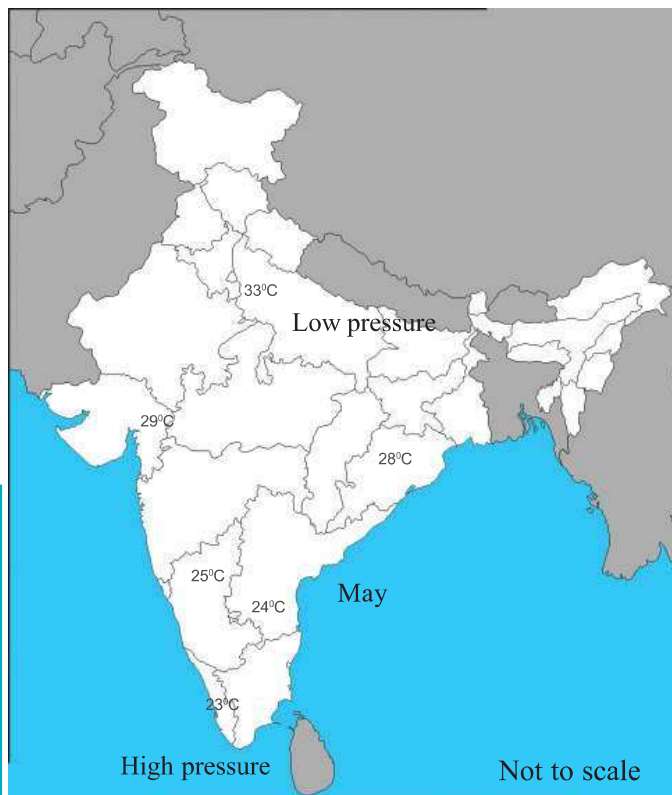 33⁰C
Low pressure
29⁰C
28⁰C
25⁰C
May
24⁰C
23⁰C
High pressure
Not to scale